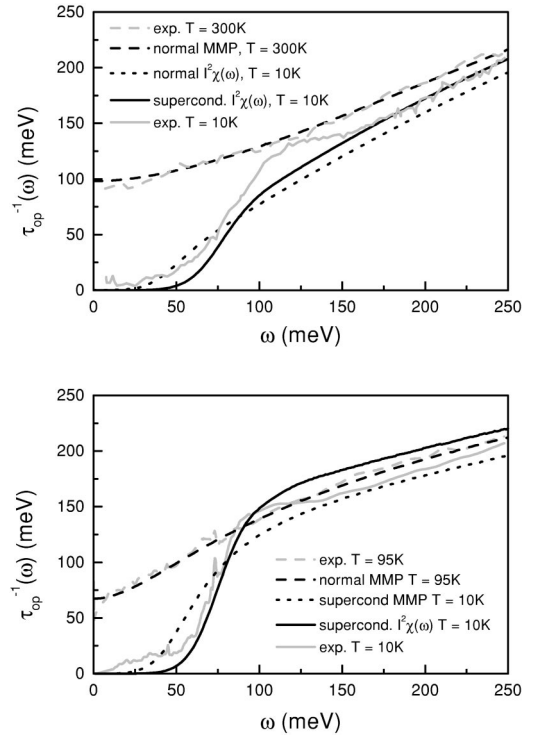 250
200
150
100
50
0
τop⁻¹(ω) (meV)
exp. T = 300K
normal MMP, T = 300K
normal I²χ(ω), T = 10K
supercond. I²χ(ω), T = 10K
exp. T = 10K
0 50 100 150 200 250
ω (meV)
250
200
150
100
50
0
τop⁻¹(ω) (meV)
exp. T = 95K
normal MMP T = 95K
supercond MMP T = 10K
supercond. I²χ(ω) T = 10K
exp. T = 10K
0 50 100 150 200 250
ω (meV)